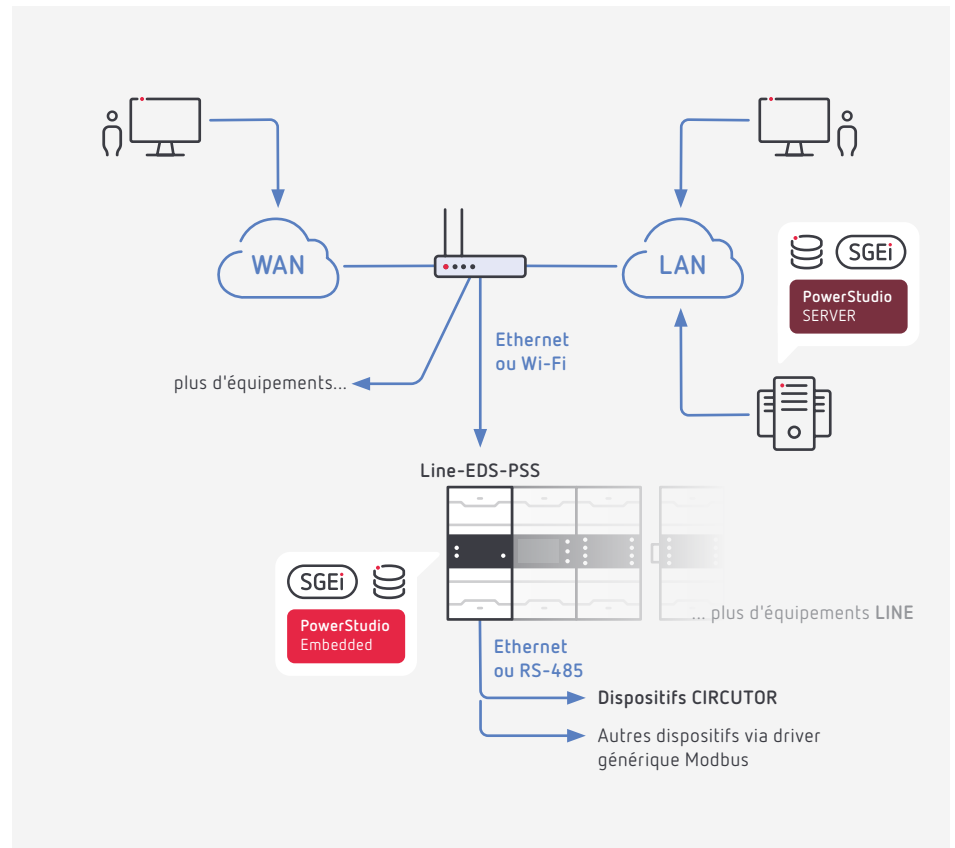 WAN
LAN
SGEi
PowerStudio
SERVER
Ethernet
ou Wi-Fi
plus d'équipements...
Line-EDS-PSS
SGEi
PowerStudio
Embedded
... plus d'équipements LINE
Ethernet
ou RS-485
Dispositifs CIRCUTOR
Autres dispositifs via driver
générique Modbus